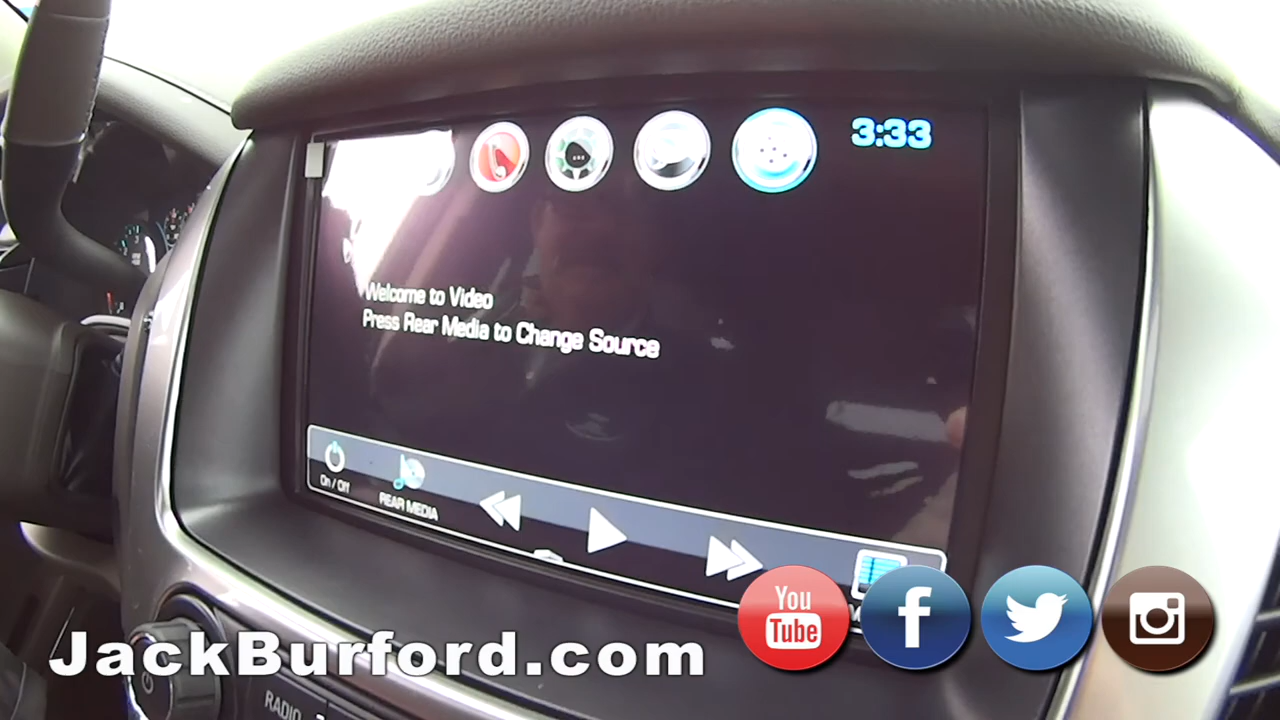 3:33
Welcome to Video
Press Rear Media to Change Source
On / Off
REAR MEDIA
You
Tube
f
JackBurford.com
RADIO